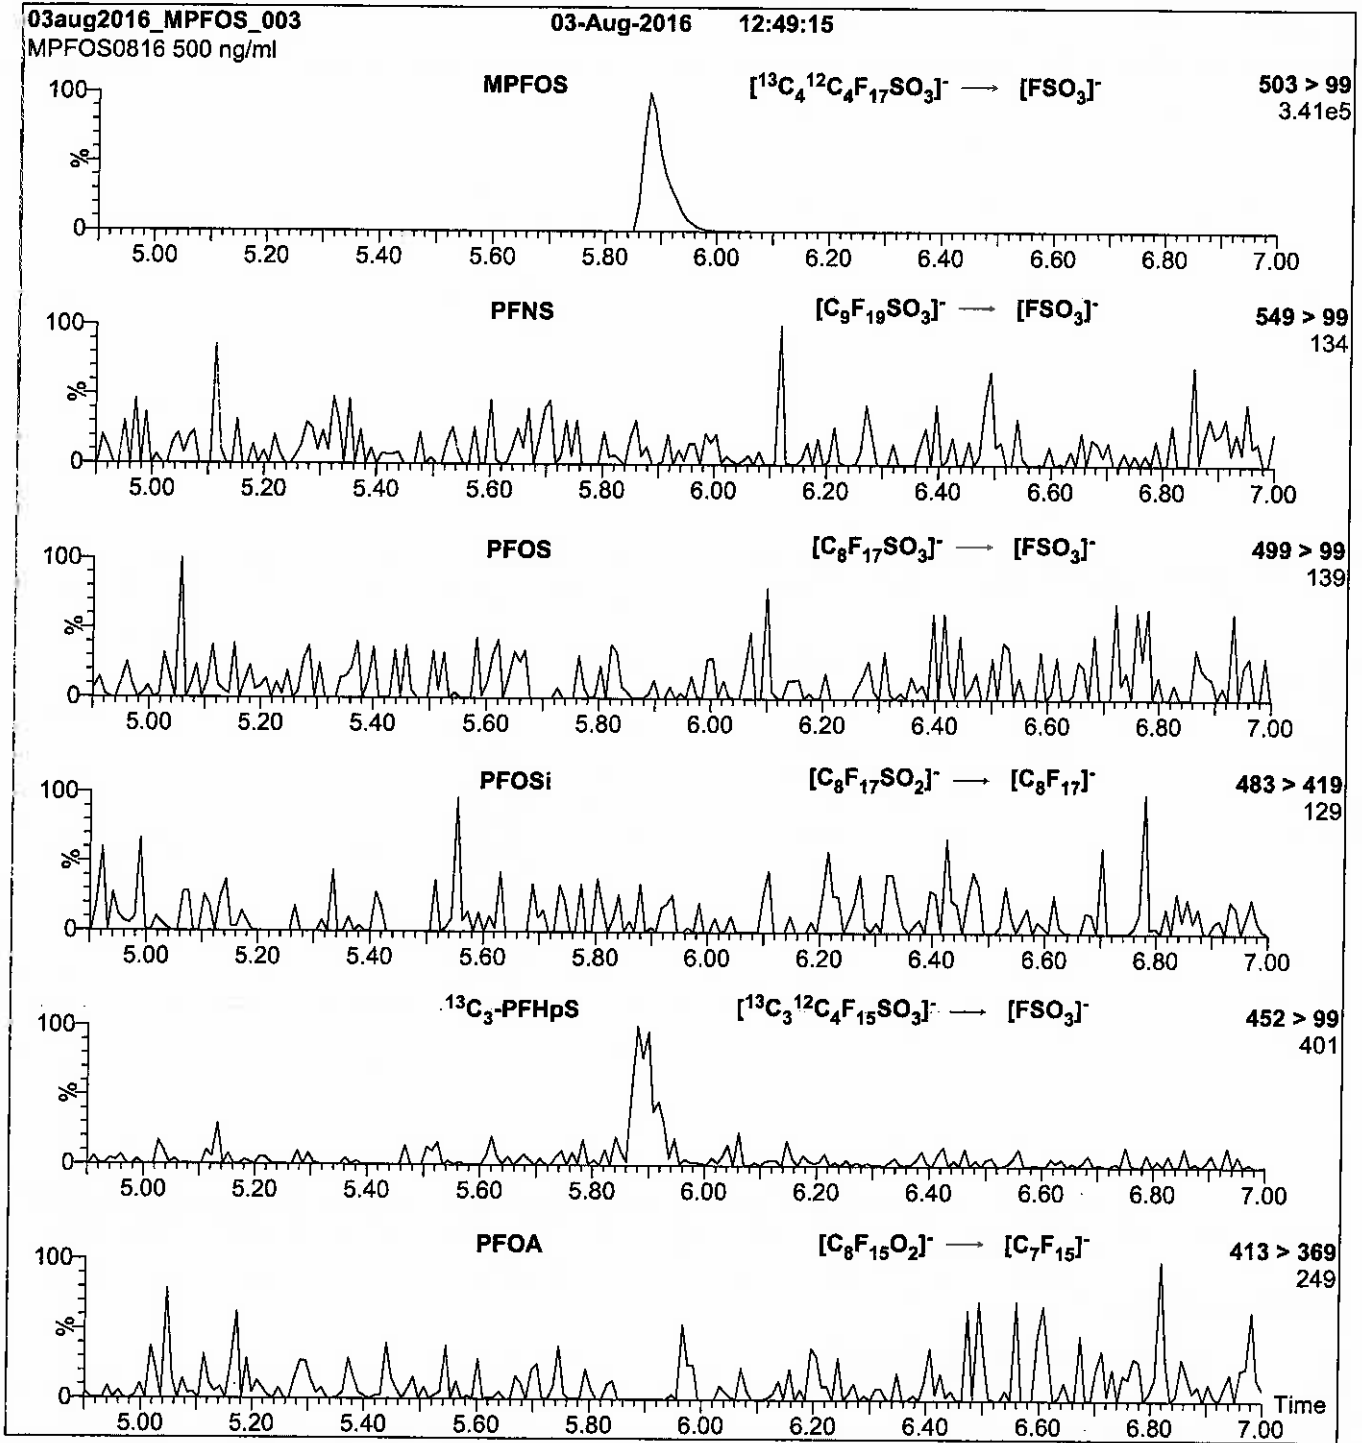 03aug2016_MPFOS_003 03-Aug-2016 12:49:15
MPFOS0816 500 ng/ml
MPFOS [¹³C₄¹²C₄F₁₇SO₃]⁻ → [FSO₃]⁻ 503 > 99
3.41e5
100
%
0
5.00 5.20 5.40 5.60 5.80 6.00 6.20 6.40 6.60 6.80 7.00
PFNS [C₉F₁₉SO₃]⁻ → [FSO₃]⁻ 549 > 99
134
100
%
0
5.00 5.20 5.40 5.60 5.80 6.00 6.20 6.40 6.60 6.80 7.00
PFOS [C₈F₁₇SO₃]⁻ → [FSO₃]⁻ 499 > 99
139
100
%
0
5.00 5.20 5.40 5.60 5.80 6.00 6.20 6.40 6.60 6.80 7.00
PFOSi [C₈F₁₇SO₂]⁻ → [C₈F₁₇]⁻ 483 > 419
129
100
%
0
5.00 5.20 5.40 5.60 5.80 6.00 6.20 6.40 6.60 6.80 7.00
¹³C₃-PFHpS [¹³C₃¹²C₄F₁₅SO₃]⁻ → [FSO₃]⁻ 452 > 99
401
100
%
0
5.00 5.20 5.40 5.60 5.80 6.00 6.20 6.40 6.60 6.80 7.00
PFOA [C₈F₁₅O₂]⁻ → [C₇F₁₅]⁻ 413 > 369
249
100
%
0
Time
5.00 5.20 5.40 5.60 5.80 6.00 6.20 6.40 6.60 6.80 7.00